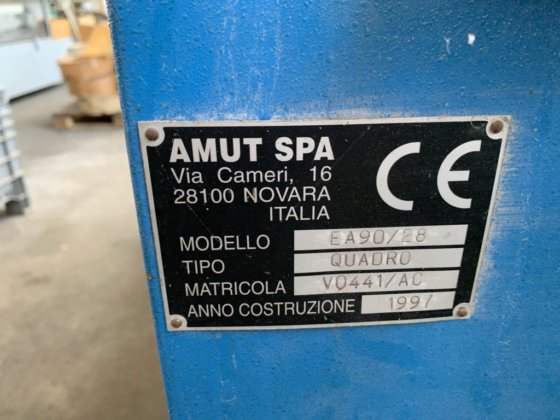 AMUT SPA
Via Cameri, 16
28100 NOVARA
ITALIA
CE
MODELLO EA90/28
TIPO QUADRO
MATRICOLA V0441/AC
ANNO COSTRUZIONE 1997